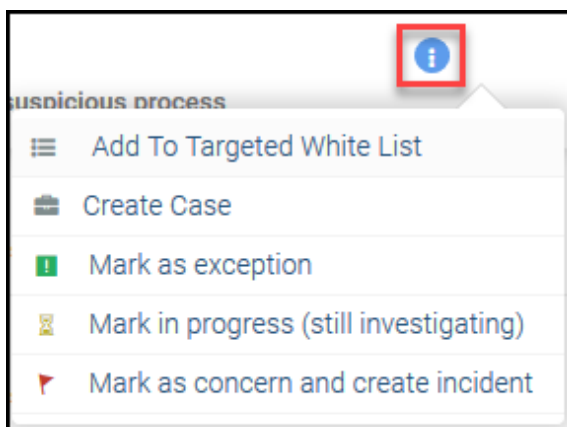 suspicious process
Add To Targeted White List
Create Case
Mark as exception
Mark in progress (still investigating)
Mark as concern and create incident